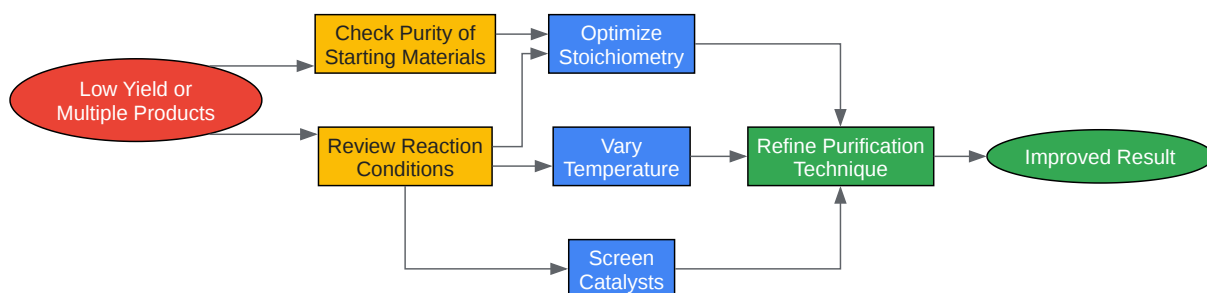 Low Yield or
Multiple Products
Check Purity of
Starting Materials
Review Reaction
Conditions
Optimize
Stoichiometry
Vary
Temperature
Screen
Catalysts
Refine Purification
Technique
Improved Result